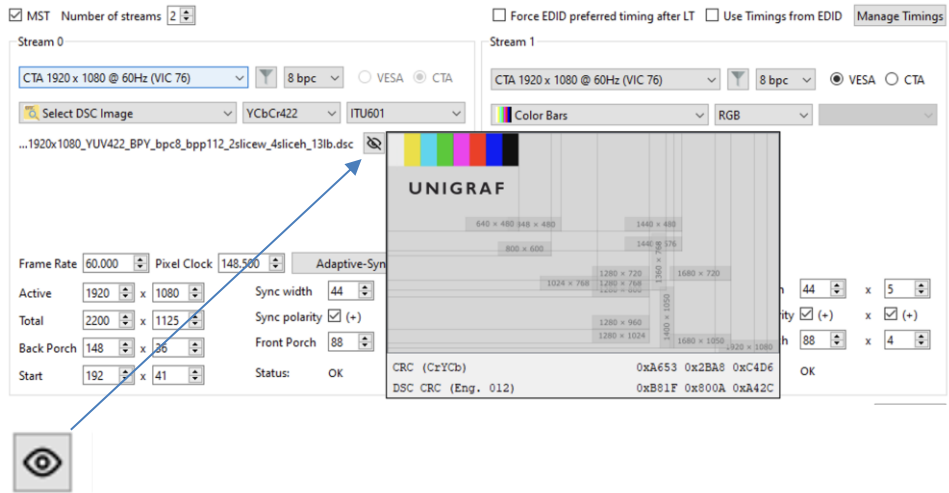 MST Number of streams 2
Force EDID preferred timing after LT Use Timings from EDID Manage Timings
Stream 0
CTA 1920 x 1080 @ 60Hz (VIC 76) 8 bpc VESA CTA
Select DSC Image YCbCr422 ITU601
...1920x1080_YUV422_BPY_bpc8_bpp112_2slicew_4sliceh_13lb.dsc
Frame Rate 60.000 Pixel Clock 148.500 Adaptive-Syn
Active 1920 x 1080 Sync width 44
Total 2200 x 1125 Sync polarity (+)
Back Porch 148 x 36 Front Porch 88
Start 192 x 41 Status: OK
Stream 1
CTA 1920 x 1080 @ 60Hz (VIC 76) 8 bpc VESA CTA
Color Bars RGB
UNIGRAF
640 × 480 848 × 480 1440 × 480
800 × 600 1440 × 576
1360 × 768
1280 × 720 1680 × 720
1024 × 768 1280 × 768
1280 × 960
1280 × 1024
1400 × 1050
1680 × 1050
1920 × 1080
CRC (CrYCb) 0xA653 0x2BA8 0xC4D6
DSC CRC (Eng. 012) 0xB81F 0x800A 0xA42C
44 x 5
ity (+) x (+)
88 x 4
OK